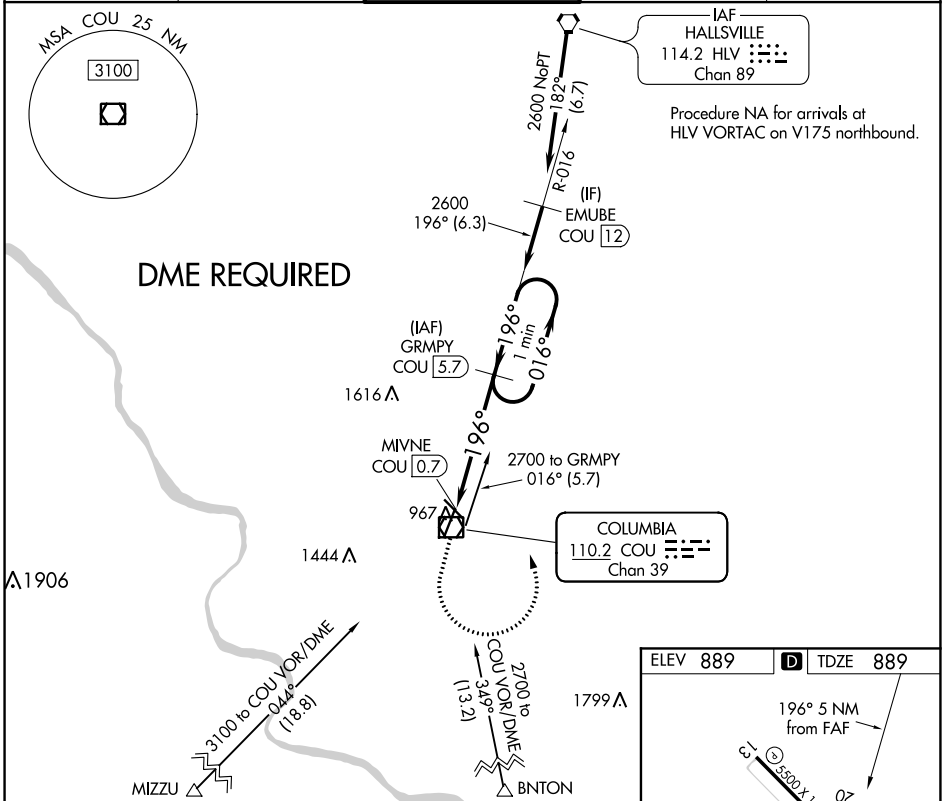 MSA COU 25 NM
3100
IAF
HALLSVILLE
114.2 HLV
Chan 89
Procedure NA for arrivals at
HLV VORTAC on V175 northbound.
2600 NoPT
182°
(6.7)
R-016
(IF)
EMUBE
COU 12
2600
196° (6.3)
DME REQUIRED
196°
1 min
016°
(IAF)
GRMPY
COU 5.7
1616
196°
MIVNE
COU 0.7
2700 to GRMPY
016° (5.7)
967
COLUMBIA
110.2 COU
Chan 39
1444
1906
3100 to COU VOR/DME
044°
(18.8)
2700 to
COU VOR/DME
349°
(13.2)
1799
MIZZU
BNTON
ELEV 889
D
TDZE 889
196° 5 NM
from FAF
13
P
5500 X 1
20